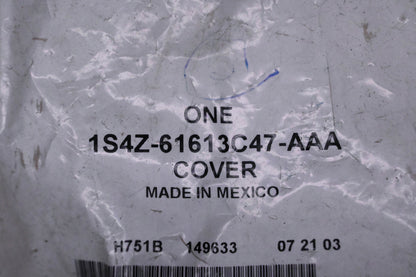 ONE
1S4Z-61613C47-AAA
COVER
MADE IN MEXICO
H751B 149633 07 21 03